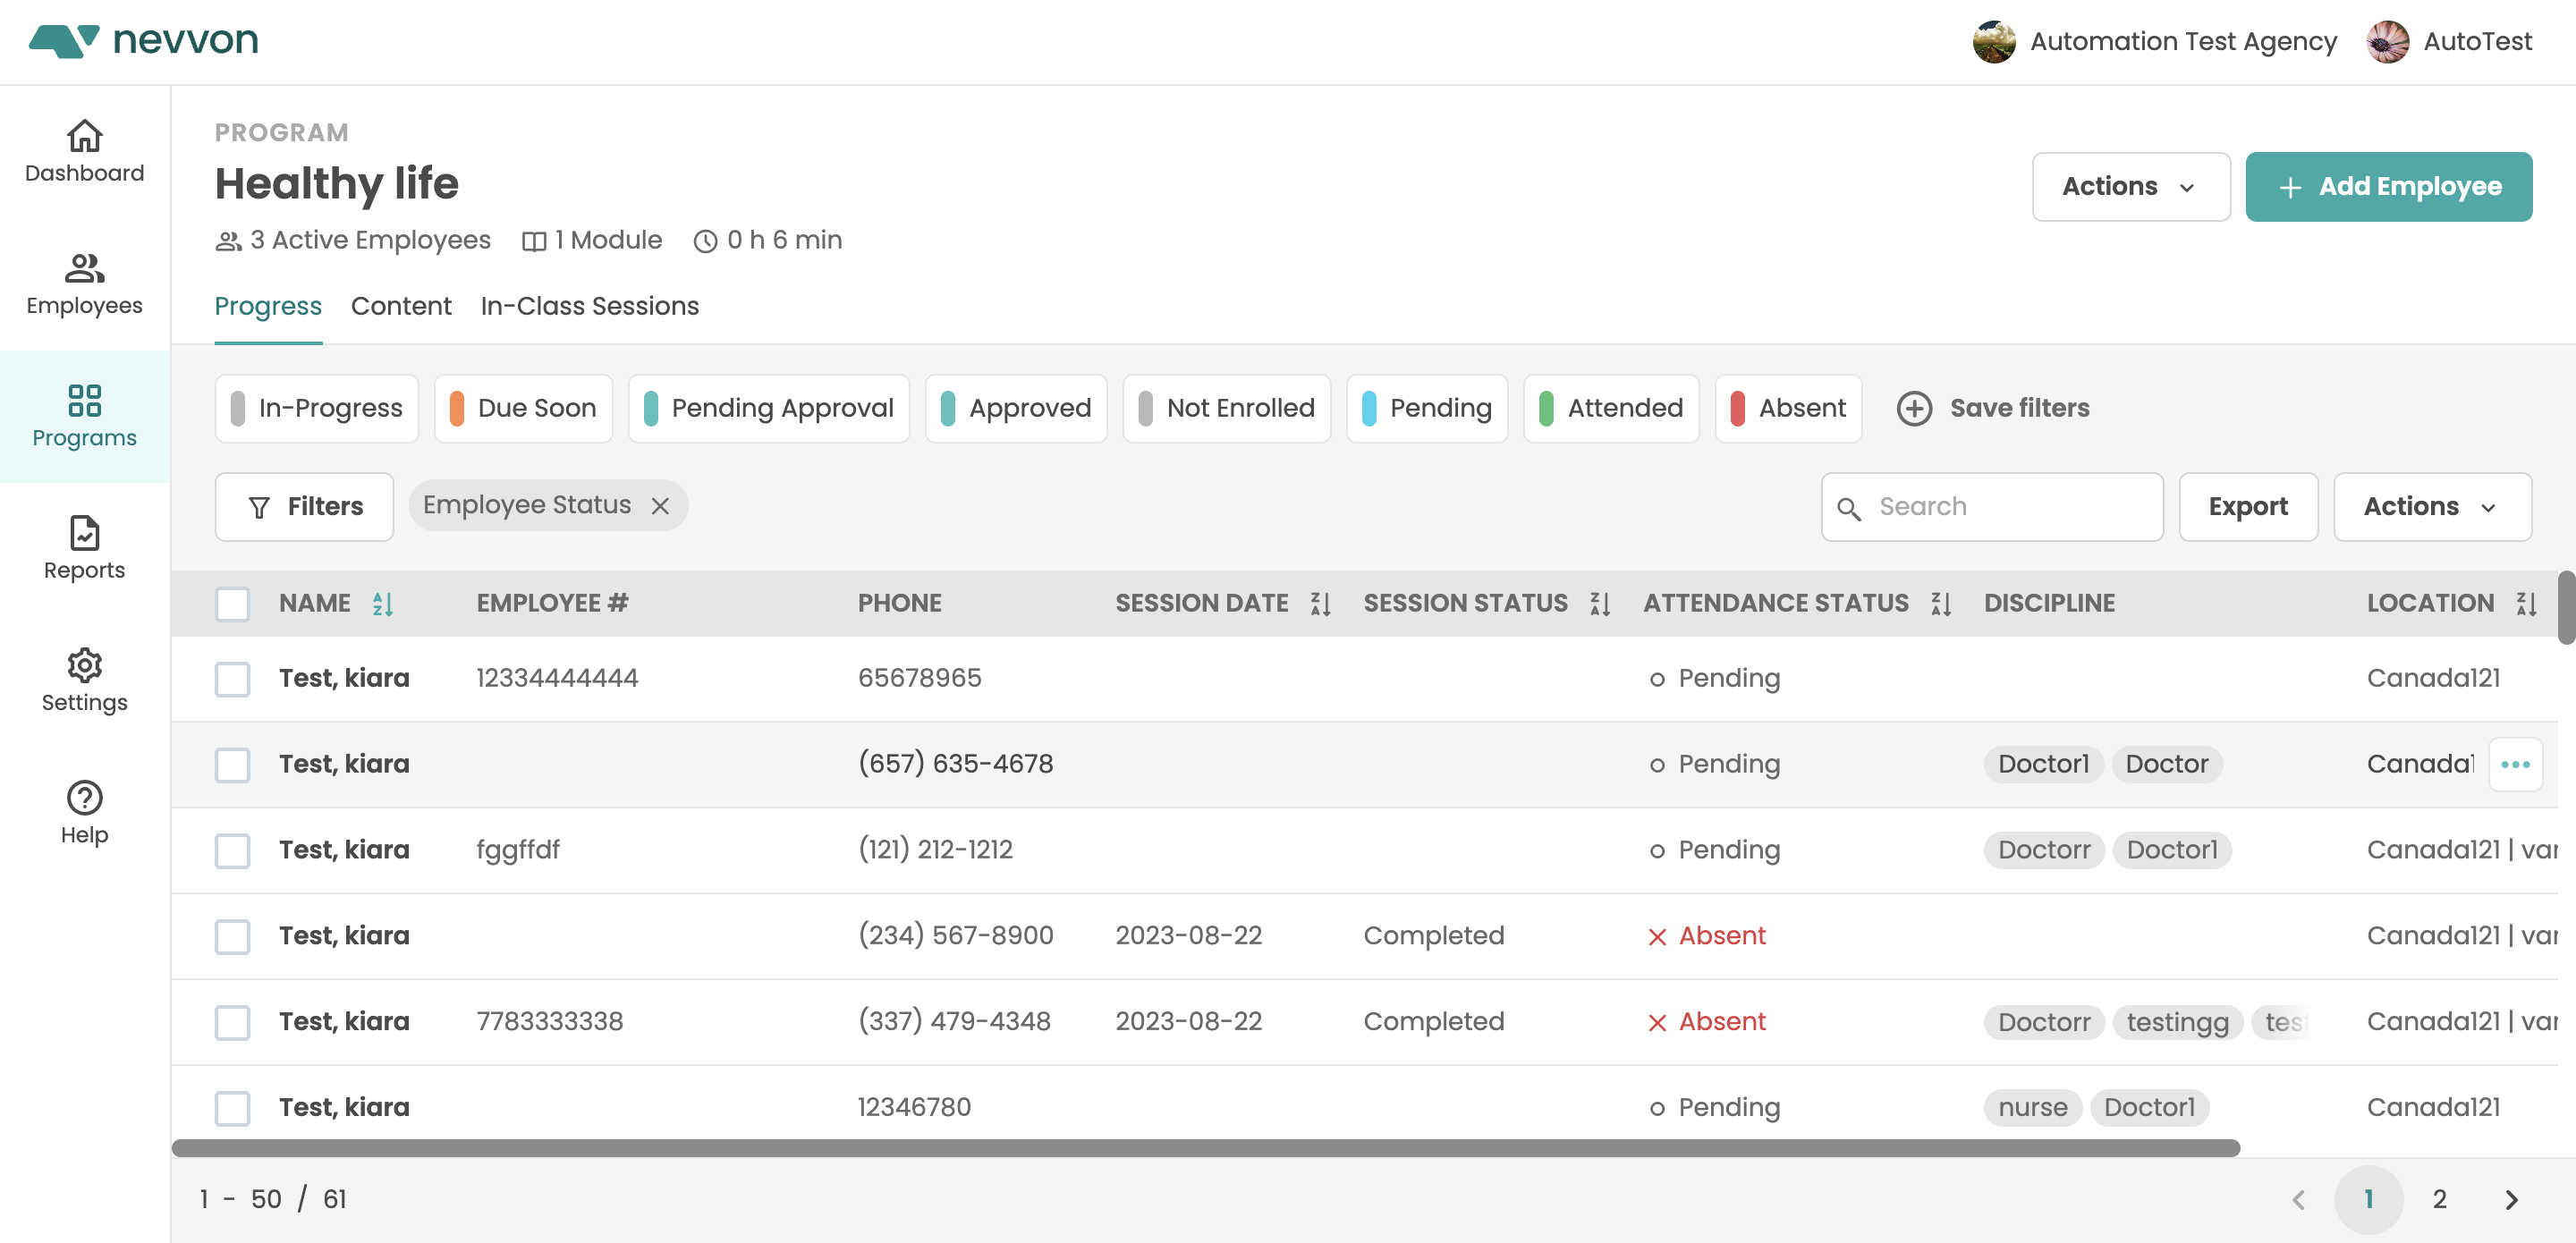 nevvon
Automation Test Agency AutoTest
Dashboard
Employees
Programs
Reports
Settings
Help
PROGRAM
Healthy life
3 Active Employees 1 Module 0 h 6 min
Actions + Add Employee
Progress Content In-Class Sessions
In-Progress Due Soon Pending Approval Approved Not Enrolled Pending Attended Absent Save filters
Filters Employee Status Search Export Actions
NAME EMPLOYEE # PHONE SESSION DATE SESSION STATUS ATTENDANCE STATUS DISCIPLINE LOCATION
Test, kiara 12334444444 65678965 Pending Canada121
Test, kiara (657) 635-4678 Pending Doctor1 Doctor Canada1
Test, kiara fggffdf (121) 212-1212 Pending Doctorr Doctor1 Canada121 | var
Test, kiara (234) 567-8900 2023-08-22 Completed Absent Canada121 | var
Test, kiara 7783333338 (337) 479-4348 2023-08-22 Completed Absent Doctorr testingg test Canada121 | var
Test, kiara 12346780 Pending nurse Doctor1 Canada121
1 - 50 / 61 1 2